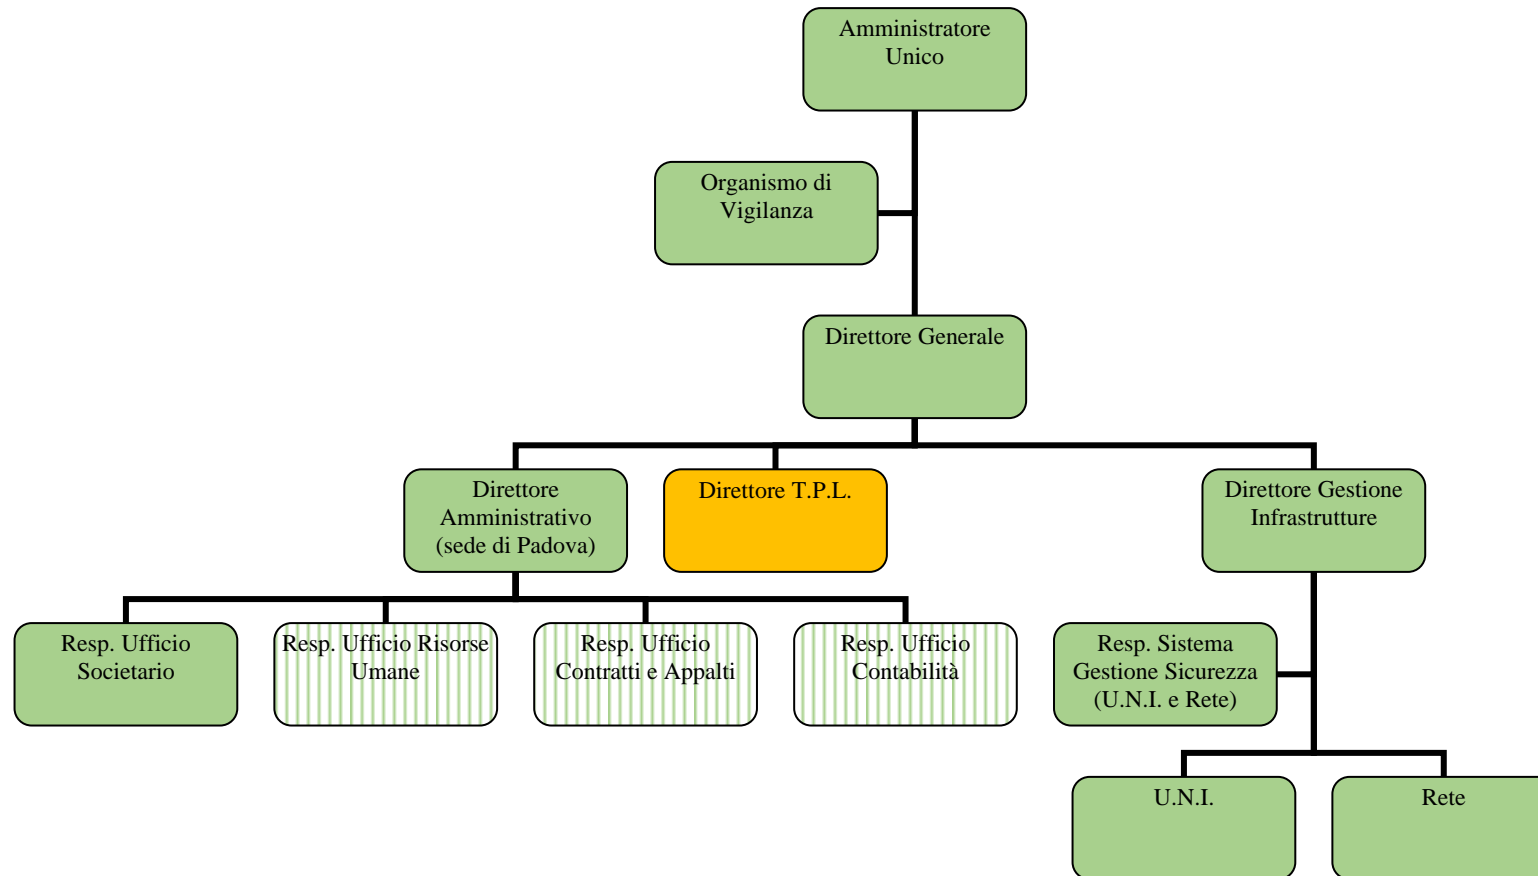 Amministratore
Unico
Organismo di
Vigilanza
Direttore Generale
Direttore
Amministrativo
(sede di Padova)
Direttore T.P.L.
Direttore Gestione
Infrastrutture
Resp. Ufficio
Societario
Resp. Ufficio Risorse
Umane
Resp. Ufficio
Contratti e Appalti
Resp. Ufficio
Contabilità
Resp. Sistema
Gestione Sicurezza
(U.N.I. e Rete)
U.N.I.
Rete